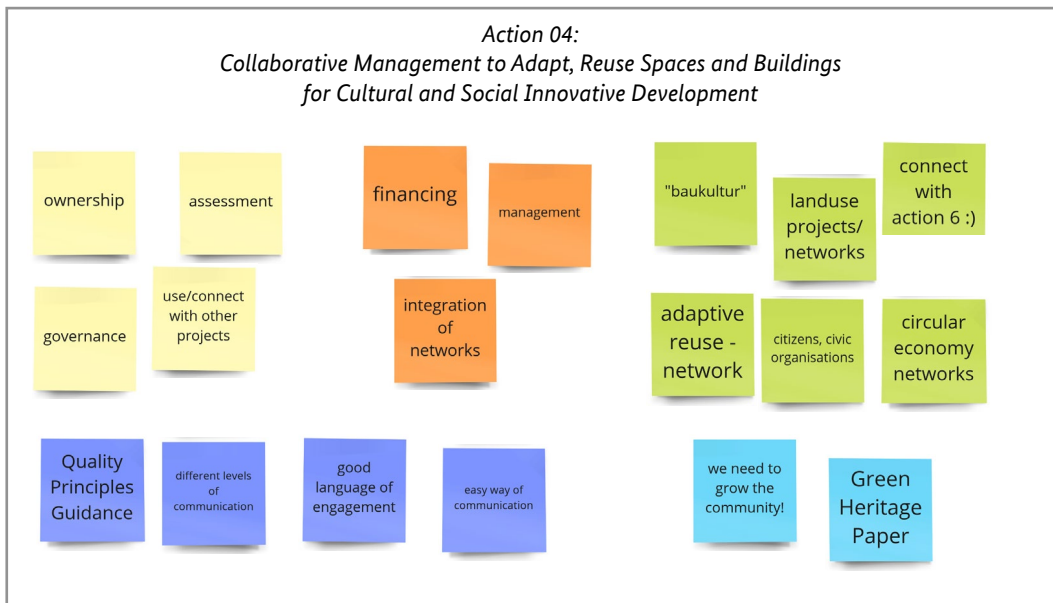 Action 04:
Collaborative Management to Adapt, Reuse Spaces and Buildings
for Cultural and Social Innovative Development
ownership
assessment
governance
use/connect
with other
projects
financing
management
integration
of
networks
"baukultur"
landuse
projects/
networks
connect
with
action 6 :)
adaptive
reuse -
network
citizens, civic
organisations
circular
economy
networks
Quality
Principles
Guidance
different levels
of
communication
good
language of
engagement
easy way of
communication
we need to
grow the
community!
Green
Heritage
Paper